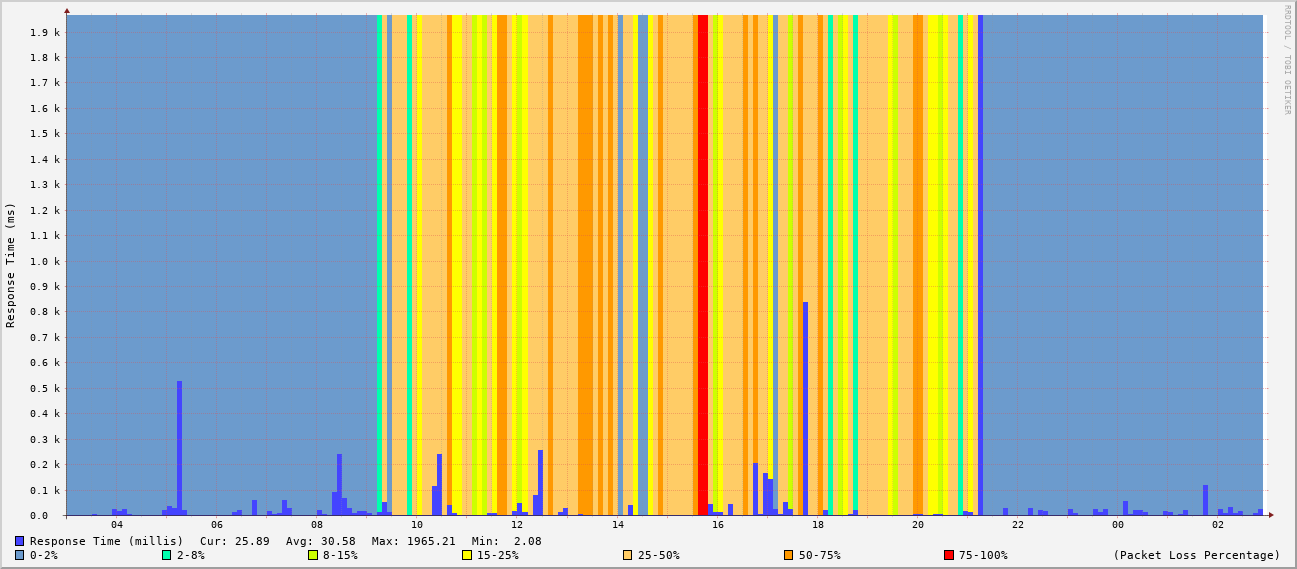 RRDTOOL / TOBI OETIKER
Response Time (ms)
1.9 k
1.8 k
1.7 k
1.6 k
1.5 k
1.4 k
1.3 k
1.2 k
1.1 k
1.0 k
0.9 k
0.8 k
0.7 k
0.6 k
0.5 k
0.4 k
0.3 k
0.2 k
0.1 k
0.0
04 06 08 10 12 14 16 18 20 22 00 02
Response Time (millis) Cur: 25.89 Avg: 30.58 Max: 1965.21 Min: 2.08
0-2% 2-8% 8-15% 15-25% 25-50% 50-75% 75-100% (Packet Loss Percentage)